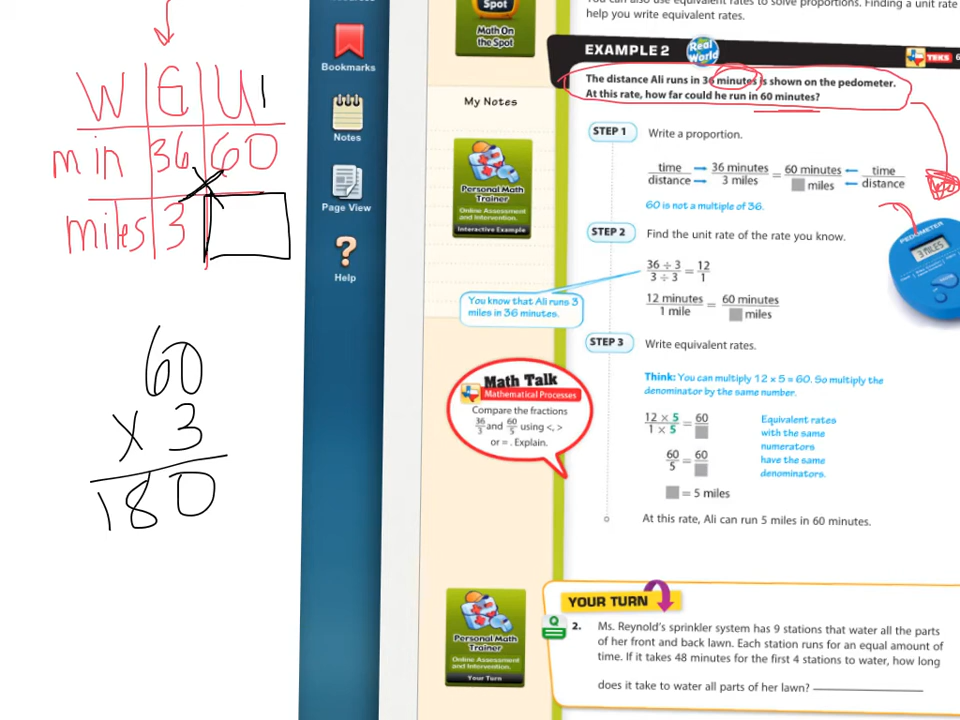 You can also use equivalent rates to solve proportions. Finding a unit rate
help you write equivalent rates.
Spot
Math On
the Spot
EXAMPLE 2
Real
World
TEKS 6
My Notes
The distance Ali runs in 36 minutes is shown on the pedometer.
At this rate, how far could he run in 60 minutes?
W E U
min 36 60
miles 3
60
x 3
180
Bookmarks
Notes
Page View
Help
STEP 1 Write a proportion.
time → 36 minutes = 60 minutes ← time
distance → 3 miles miles ← distance
60 is not a multiple of 36.
Personal Math
Trainer
Online Assessment
and Intervention.
Interactive Example
PEDOMETER
3 MILES
STEP 2 Find the unit rate of the rate you know.
36 ÷ 3 = 12
3 ÷ 3 1
You know that Ali runs 3
miles in 36 minutes.
12 minutes = 60 minutes
1 mile miles
STEP 3 Write equivalent rates.
Think: You can multiply 12 × 5 = 60. So multiply the
denominator by the same number.
Math Talk
Mathematical Processes
Compare the fractions
36/3 and 60/5 using <, >
or = . Explain.
12 × 5 = 60
1 × 5
60 = 60
5
= 5 miles
Equivalent rates
with the same
numerators
have the same
denominators.
At this rate, Ali can run 5 miles in 60 minutes.
YOUR TURN
Personal Math
Trainer
Online Assessment
and Intervention.
Your Turn
2. Ms. Reynold's sprinkler system has 9 stations that water all the parts
of her front and back lawn. Each station runs for an equal amount of
time. If it takes 48 minutes for the first 4 stations to water, how long
does it take to water all parts of her lawn?